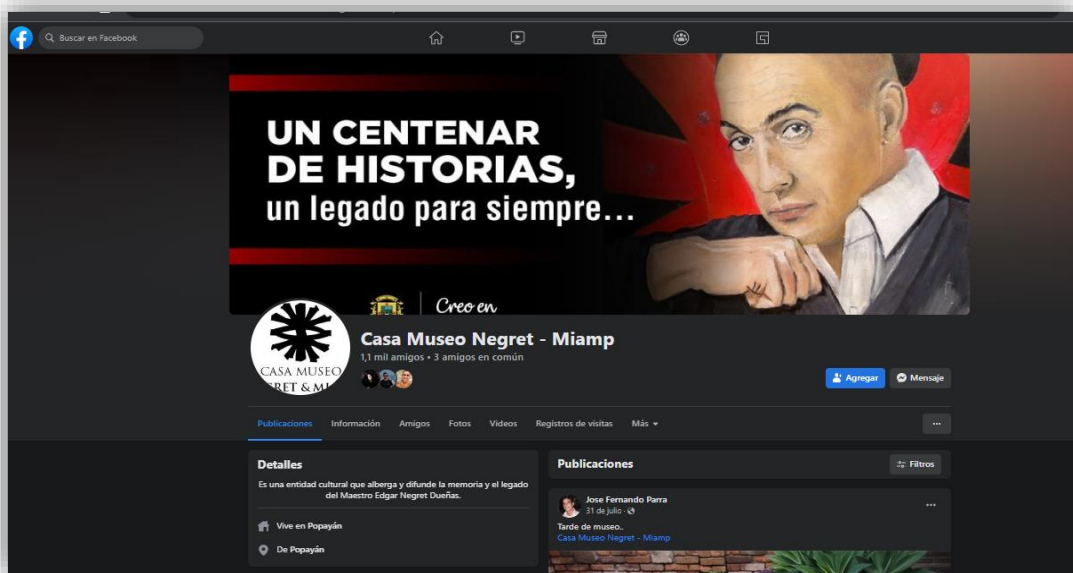 Buscar en Facebook
UN CENTENAR
DE HISTORIAS,
un legado para siempre...
Creo en
CASA MUSEO
Casa Museo Negret - Miamp
1,1 mil amigos • 3 amigos en común
Agregar
Mensaje
Publicaciones Información Amigos Fotos Videos Registros de visitas Más
Detalles
Es una entidad cultural que alberga y difunde la memoria y el legado
del Maestro Edgar Negret Dueñas.
Vive en Popayán
De Popayán
Publicaciones
Filtros
Jose Fernando Parra
31 de julio
Tarde de museo..
Casa Museo Negret - Miamp